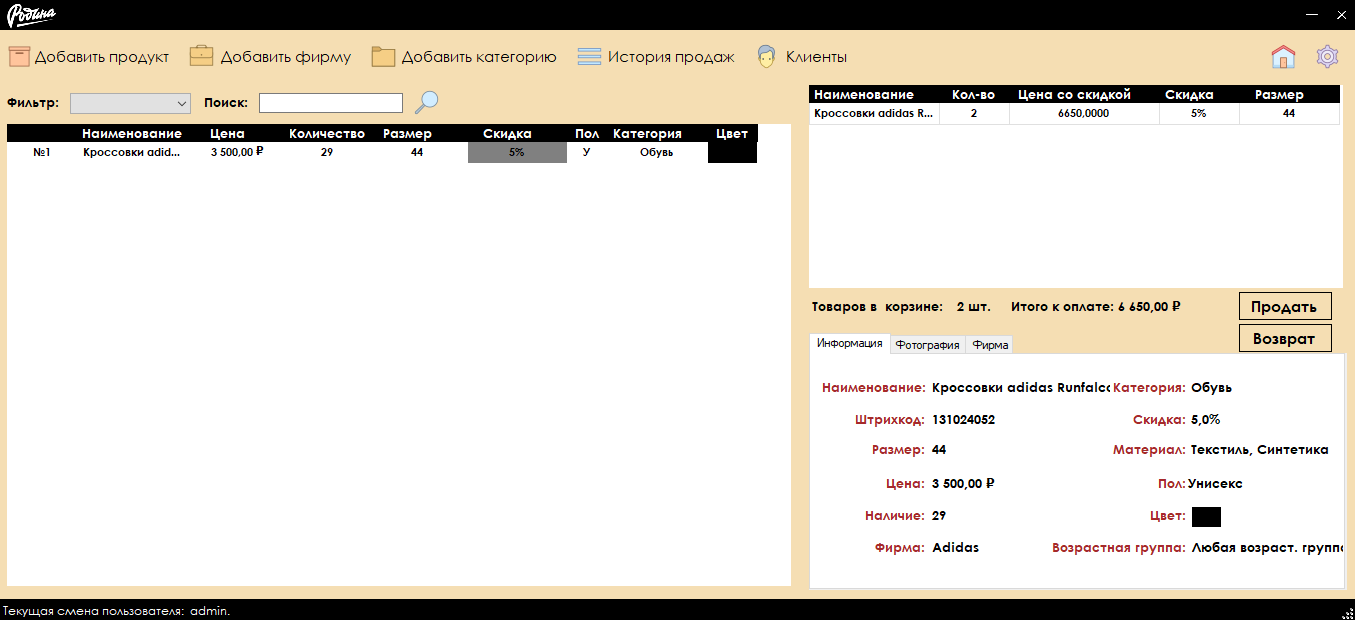 Родина
Добавить продукт Добавить фирму Добавить категорию История продаж Клиенты
Фильтр: Поиск:
Наименование Цена Количество Размер Скидка Пол Категория Цвет
№1 Кроссовки adid... 3 500,00 ₽ 29 44 5% У Обувь
Наименование Кол-во Цена со скидкой Скидка Размер
Кроссовки adidas R... 2 6650,0000 5% 44
Товаров в корзине: 2 шт. Итого к оплате: 6 650,00 ₽ Продать
Возврат
Информация Фотография Фирма
Наименование: Кроссовки adidas Runfalco Категория: Обувь
Штрихкод: 131024052 Скидка: 5,0%
Размер: 44 Материал: Текстиль, Синтетика
Цена: 3 500,00 ₽ Пол: Унисекс
Наличие: 29 Цвет:
Фирма: Adidas Возрастная группа: Любая возраст. группа
Текущая смена пользователя: admin.